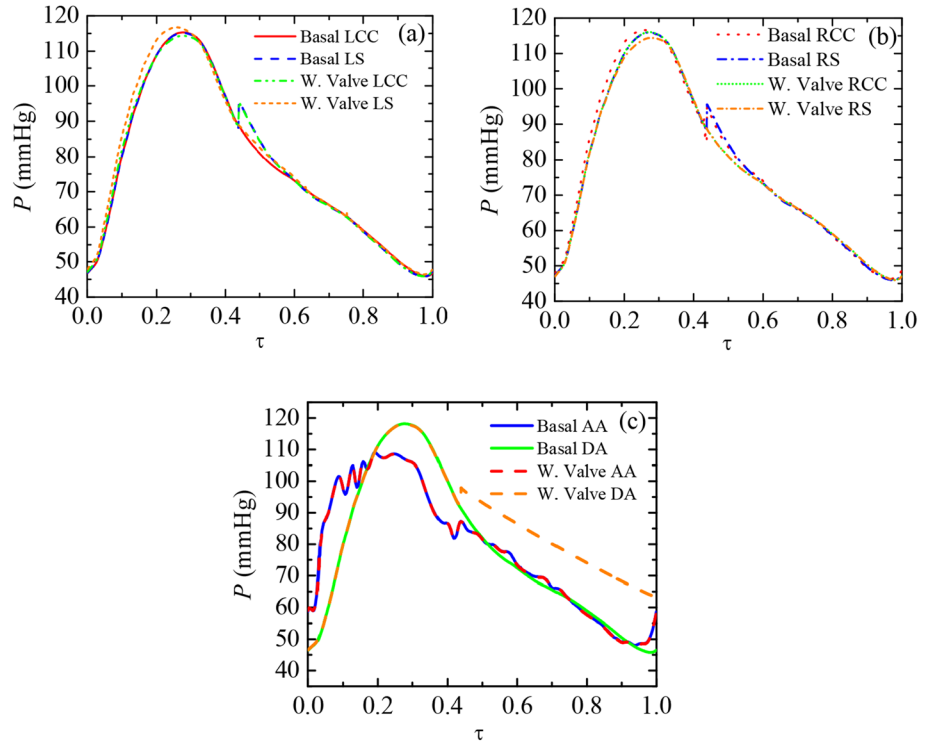 (a)
Basal LCC
Basal LS
W. Valve LCC
W. Valve LS
P (mmHg)
120
110
100
90
80
70
60
50
40
0.0 0.2 0.4 0.6 0.8 1.0
τ
(b)
Basal RCC
Basal RS
W. Valve RCC
W. Valve RS
P (mmHg)
120
110
100
90
80
70
60
50
40
0.0 0.2 0.4 0.6 0.8 1.0
τ
(c)
Basal AA
Basal DA
W. Valve AA
W. Valve DA
P (mmHg)
120
110
100
90
80
70
60
50
40
0.0 0.2 0.4 0.6 0.8 1.0
τ